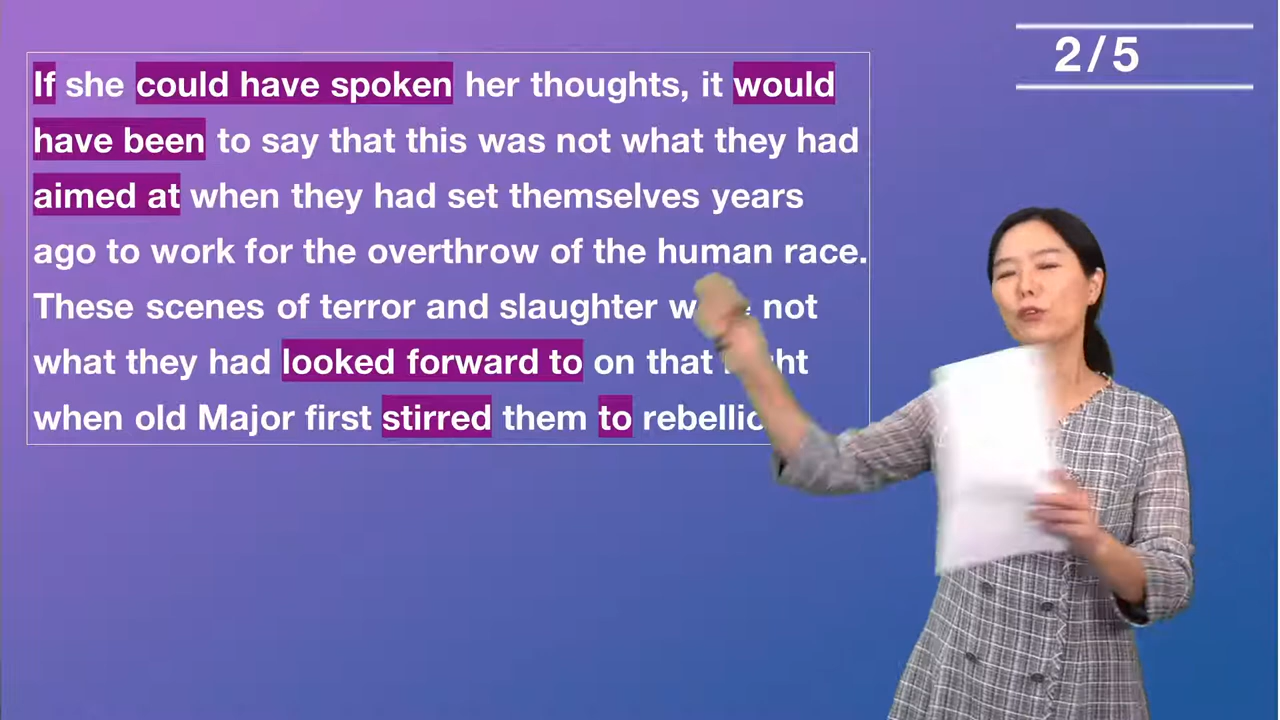 2/5
If she could have spoken her thoughts, it would
have been to say that this was not what they had
aimed at when they had set themselves years
ago to work for the overthrow of the human race.
These scenes of terror and slaughter not
what they had looked forward to on that
when old Major first stirred them to